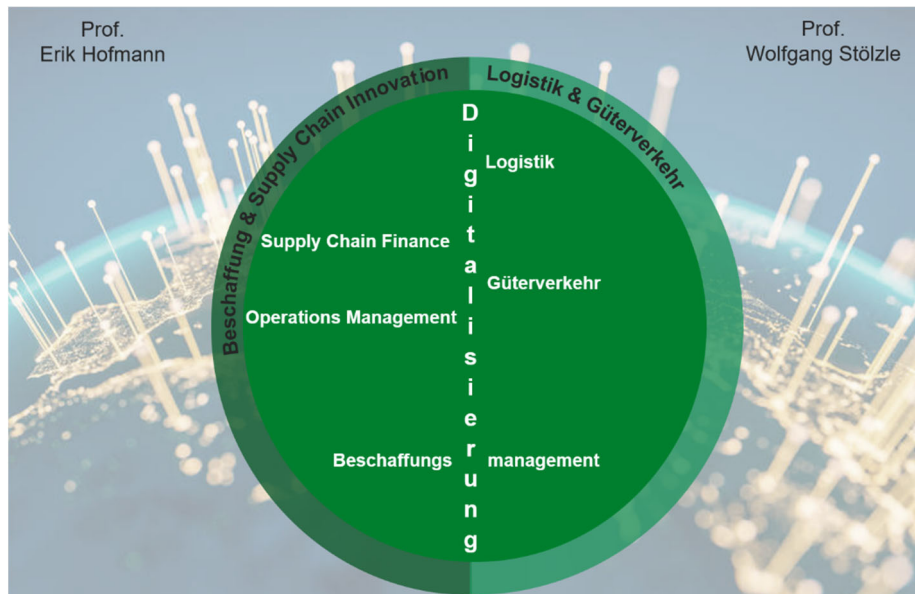 Prof.
Erik Hofmann
Prof.
Wolfgang Stölzle
Beschaffung & Supply Chain Innovation
Logistik & Güterverkehr
Digitalisierung
Logistik
Supply Chain Finance
Güterverkehr
Operations Management
Beschaffungs management